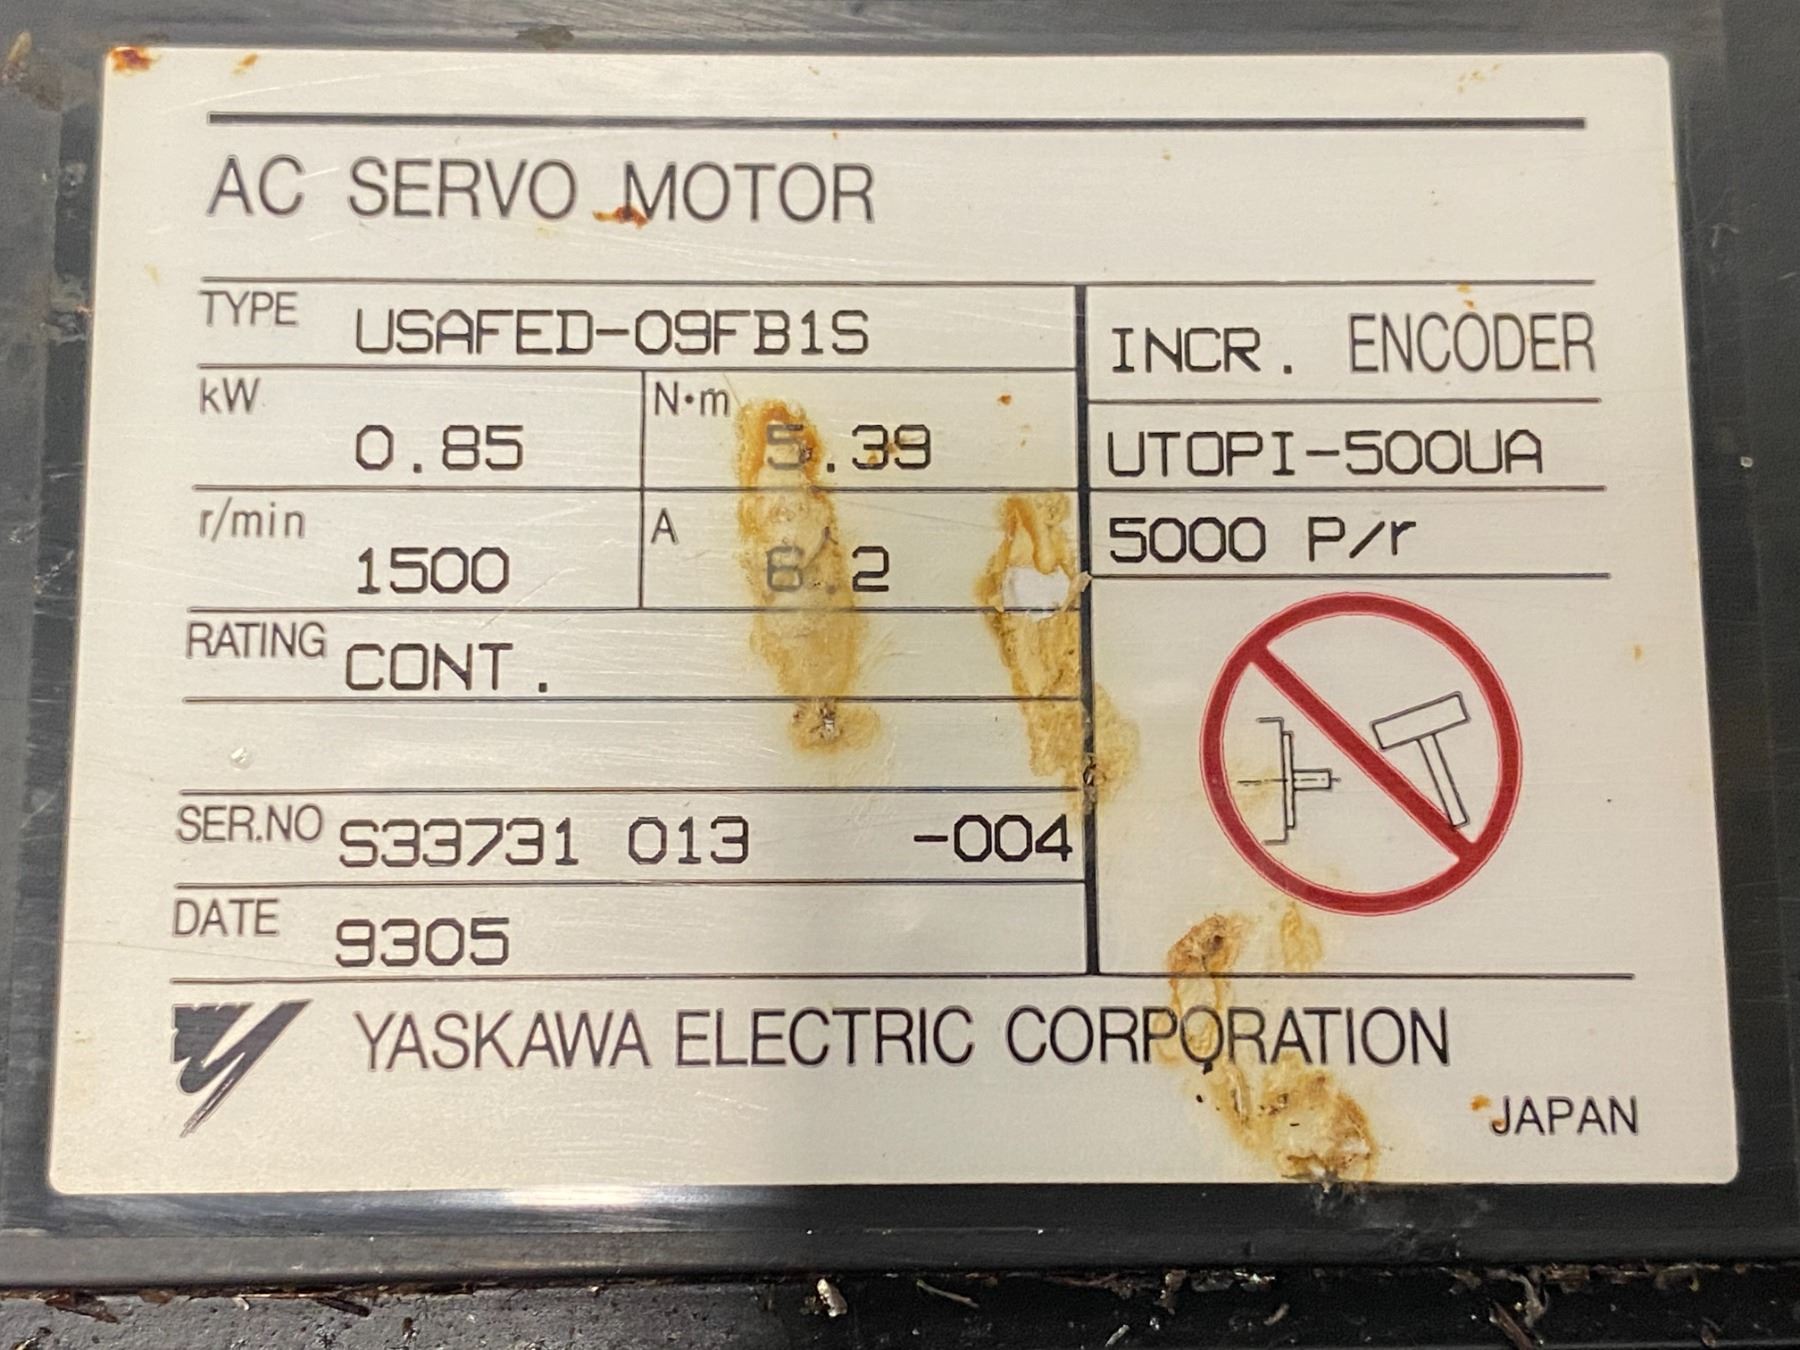 AC SERVO MOTOR
TYPE USAFED-09FB1S
INCR. ENCODER
kW 0.85 N·m 5.39
UTOPI-500UA
r/min 1500 A 6.2
5000 P/r
RATING CONT.
SER.NO S33731 013 -004
DATE 9305
YASKAWA ELECTRIC CORPORATION
JAPAN